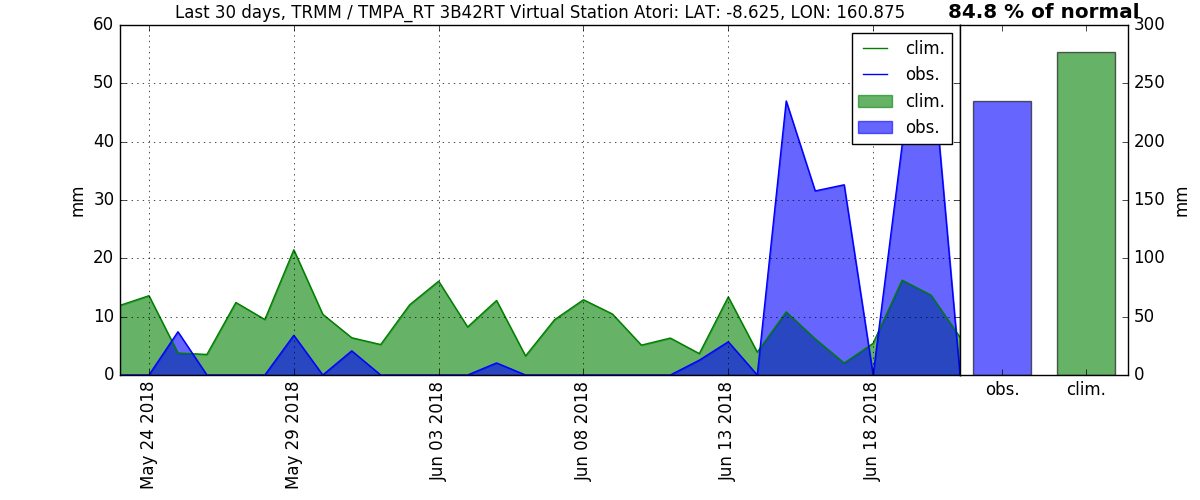 Last 30 days, TRMM / TMPA_RT 3B42RT Virtual Station Atori: LAT: -8.625, LON: 160.875
84.8 % of normal
60
50
40
30
20
10
0
mm
clim.
obs.
clim.
obs.
300
250
200
150
100
50
0
mm
May 24 2018
May 29 2018
Jun 03 2018
Jun 08 2018
Jun 13 2018
Jun 18 2018
obs.
clim.